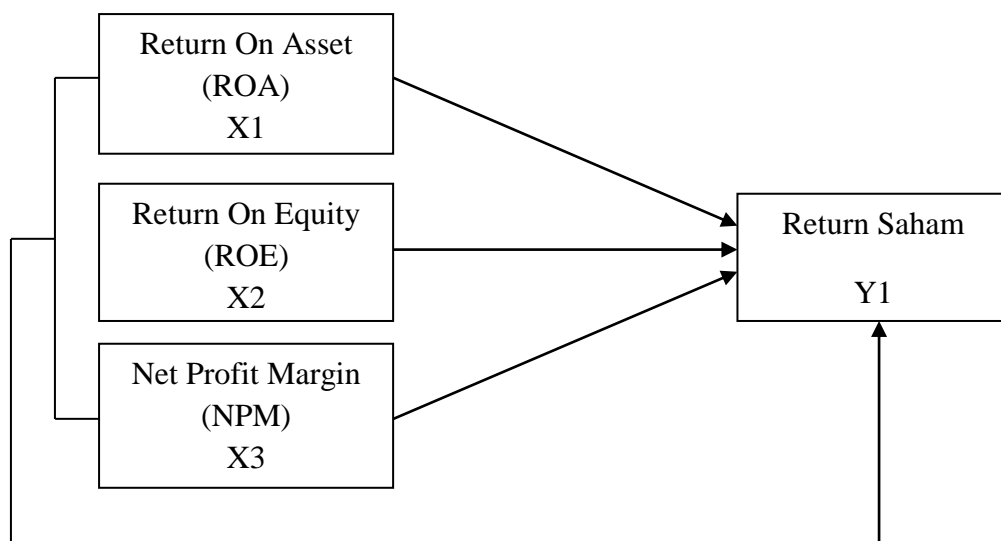 Return On Asset
(ROA)
X1
Return On Equity
(ROE)
X2
Net Profit Margin
(NPM)
X3
Return Saham
Y1